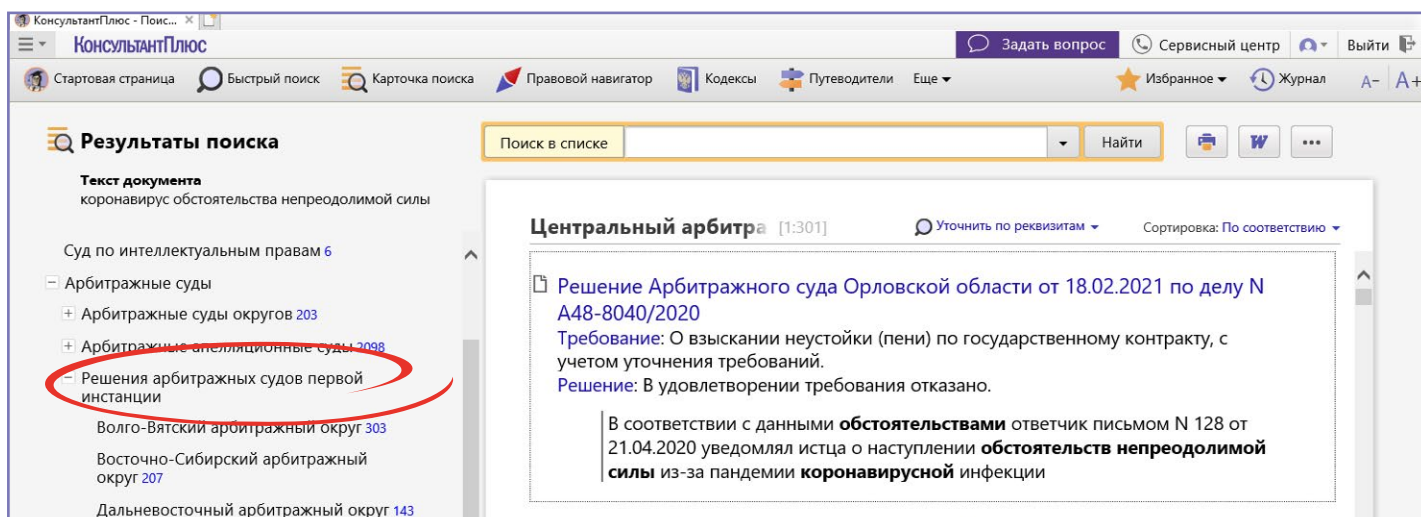 КонсультантПлюс - Поис...
КонсультантПлюс
Задать вопрос
Сервисный центр
Выйти
Стартовая страница
Быстрый поиск
Карточка поиска
Правовой навигатор
Кодексы
Путеводители
Еще
Избранное
Журнал
А-
А+
Результаты поиска
Текст документа
коронавирус обстоятельства непреодолимой силы
Суд по интеллектуальным правам 6
Арбитражные суды
Арбитражные суды округов 203
Арбитражные апелляционные суды 2098
Решения арбитражных судов первой
инстанции
Волго-Вятский арбитражный округ 303
Восточно-Сибирский арбитражный
округ 207
Дальневосточный арбитражный округ 143
Поиск в списке
Найти
W
Центральный арбитра [1:301]
Уточнить по реквизитам
Сортировка: По соответствию
Решение Арбитражного суда Орловской области от 18.02.2021 по делу N
А48-8040/2020
Требование: О взыскании неустойки (пени) по государственному контракту, с
учетом уточнения требований.
Решение: В удовлетворении требования отказано.
В соответствии с данными обстоятельствами ответчик письмом N 128 от
21.04.2020 уведомлял истца о наступлении обстоятельств непреодолимой
силы из-за пандемии коронавирусной инфекции